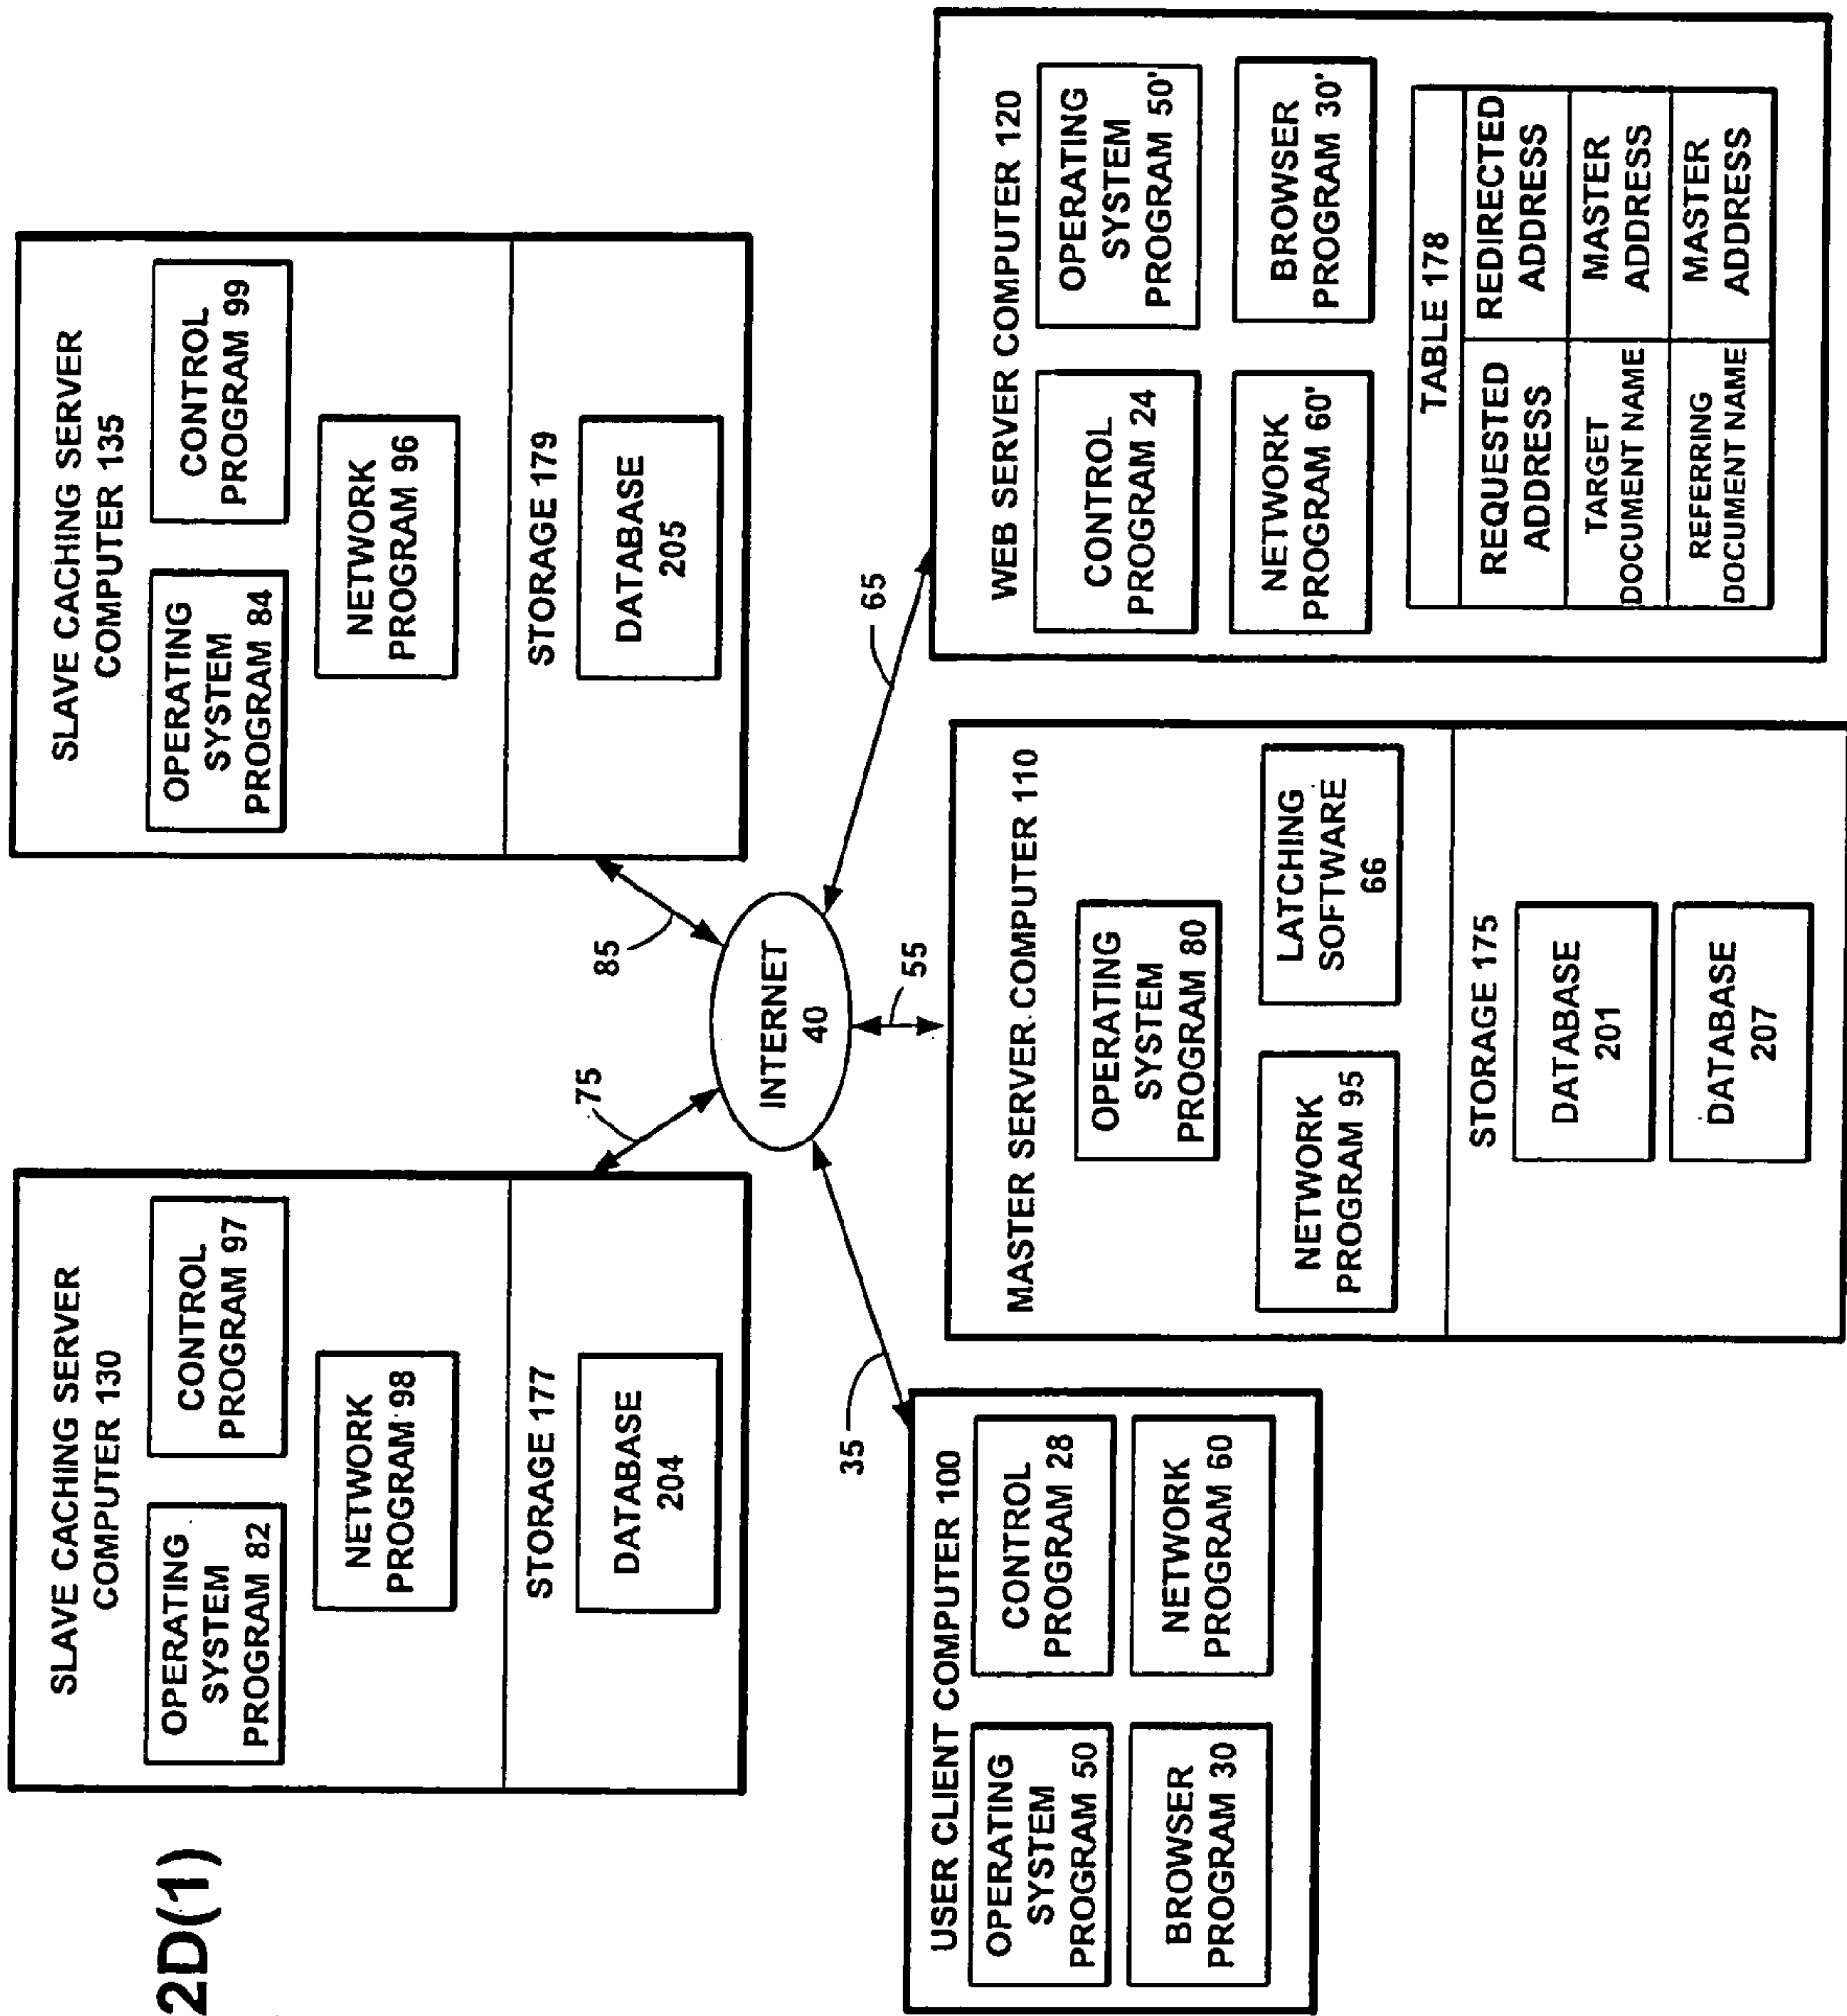 2D(1)
SLAVE CACHING SERVER
COMPUTER 130
OPERATING
SYSTEM
PROGRAM 82
CONTROL
PROGRAM 97
NETWORK
PROGRAM 98
STORAGE 177
DATABASE
204
SLAVE CACHING SERVER
COMPUTER 135
OPERATING
SYSTEM
PROGRAM 84
CONTROL
PROGRAM 99
NETWORK
PROGRAM 96
STORAGE 179
DATABASE
205
75
85
INTERNET
40
35
55
65
USER CLIENT COMPUTER 100
OPERATING
SYSTEM
PROGRAM 50
CONTROL
PROGRAM 28
BROWSER
PROGRAM 30
NETWORK
PROGRAM 60
MASTER SERVER COMPUTER 110
OPERATING
SYSTEM
PROGRAM 80
NETWORK
PROGRAM 95
LATCHING
SOFTWARE
66
STORAGE 175
DATABASE
201
DATABASE
207
WEB SERVER COMPUTER 120
CONTROL
PROGRAM 24
OPERATING
SYSTEM
PROGRAM 50'
NETWORK
PROGRAM 60'
BROWSER
PROGRAM 30'
TABLE 178
REQUESTED
ADDRESS
REDIRECTED
ADDRESS
TARGET
DOCUMENT NAME
MASTER
ADDRESS
REFERRING
DOCUMENT NAME
MASTER
ADDRESS